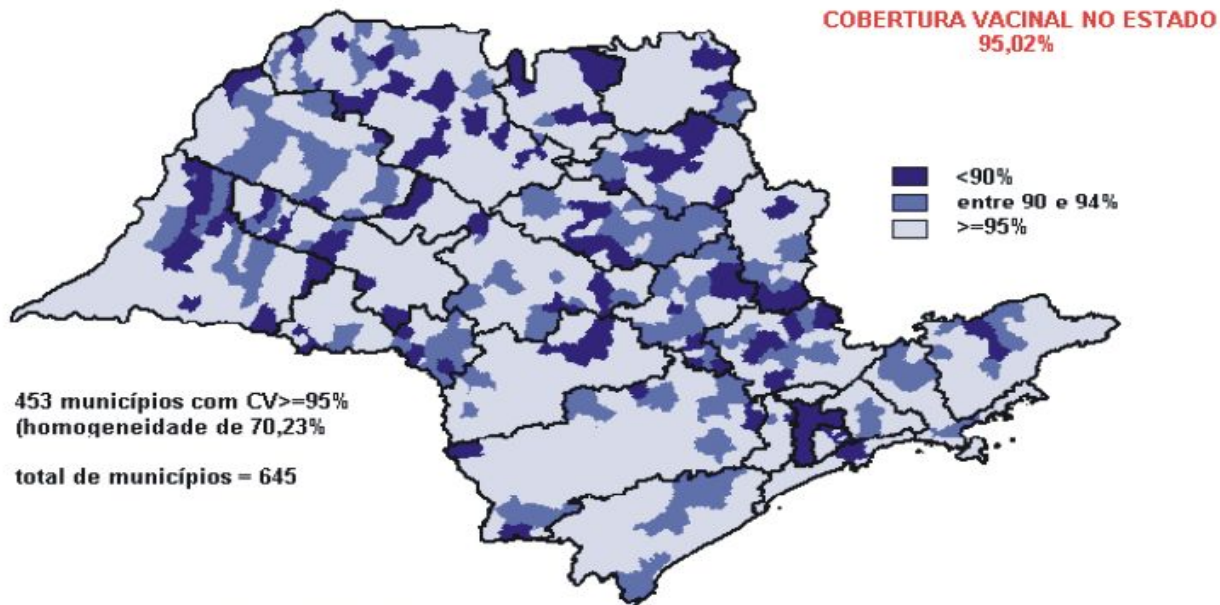 COBERTURA VACINAL NO ESTADO
95,02%
<90%
entre 90 e 94%
>=95%
453 municípios com CV>=95%
(homogeneidade de 70,23%
total de municípios = 645